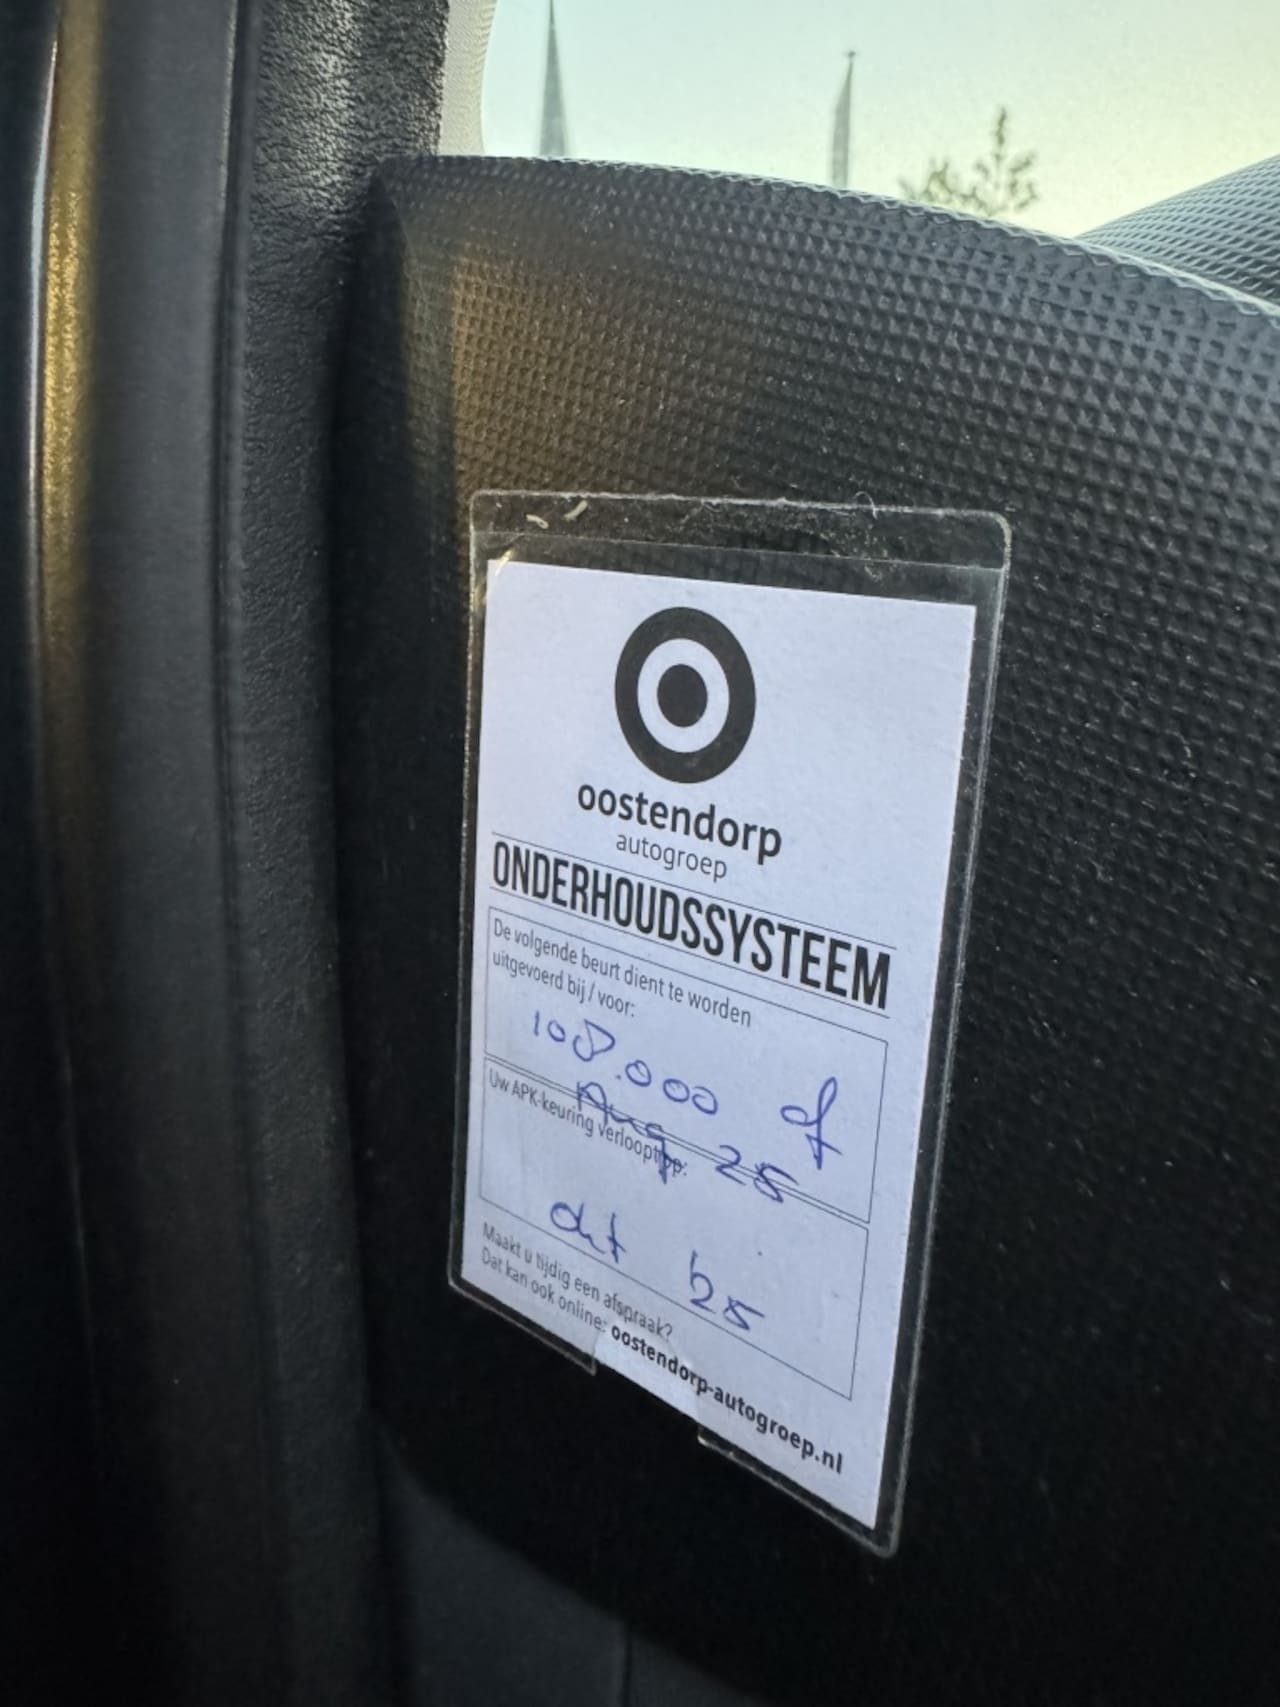 oostendorp
autogroep
ONDERHOUDSSYSTEEM
De volgende beurt dient te worden
uitgevoerd bij / voor:
108.000 of
Aug 25
Uw APK-keuring verloopt op:
okt 25
Maakt u tijdig een afspraak?
Dat kan ook online: oostendorp-autogroep.nl